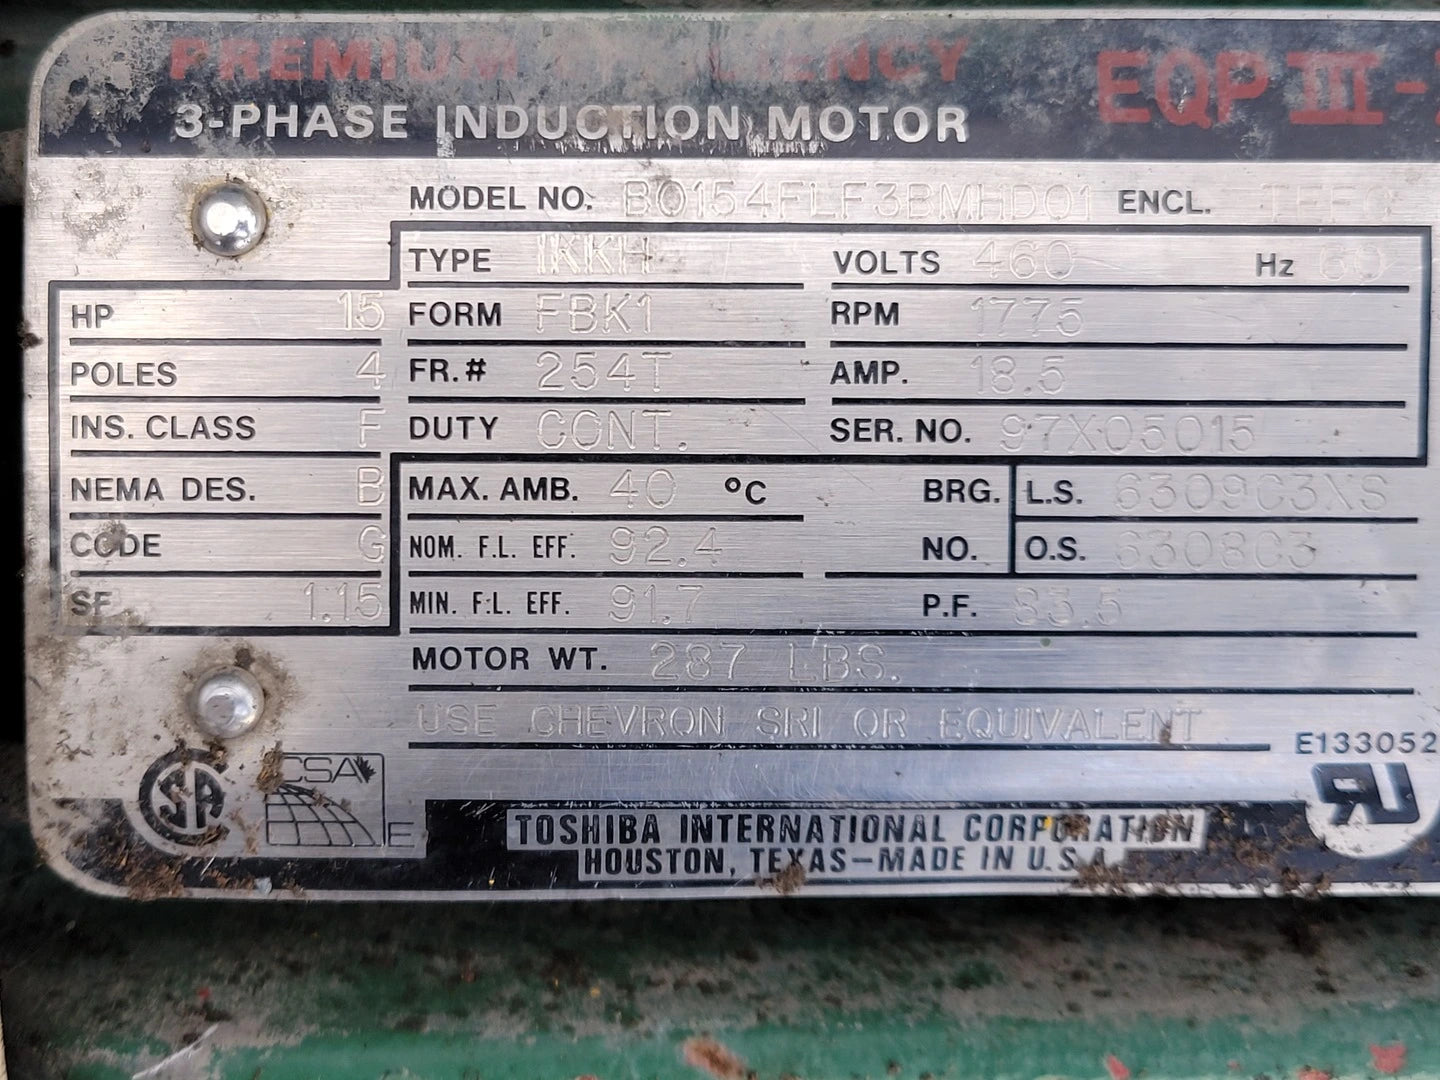 PREMIUM EFFICIENCY EQP III-
3-PHASE INDUCTION MOTOR
MODEL NO. B0154FLF3BMHD01 ENCL. TEFC
TYPE IKKH VOLTS 460 Hz 60
HP 15 FORM FBK1 RPM 1775
POLES 4 FR.# 254T AMP. 18.5
INS. CLASS F DUTY CONT. SER. NO. 97X05015
NEMA DES. B MAX. AMB. 40 °C BRG. L.S. 6309C3XS
CODE G NOM. F.L. EFF. 92.4 NO. O.S. 6308C3
SF 1.15 MIN. F.L. EFF. 91.7 P.F. 83.5
MOTOR WT. 287 LBS.
USE CHEVRON SRI OR EQUIVALENT
E133052
SA CSA E UR
TOSHIBA INTERNATIONAL CORPORATION
HOUSTON, TEXAS—MADE IN U.S.A.